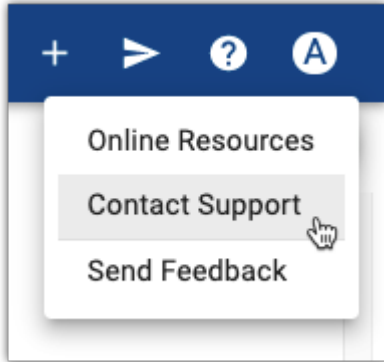 + ? A
Online Resources
Contact Support
Send Feedback